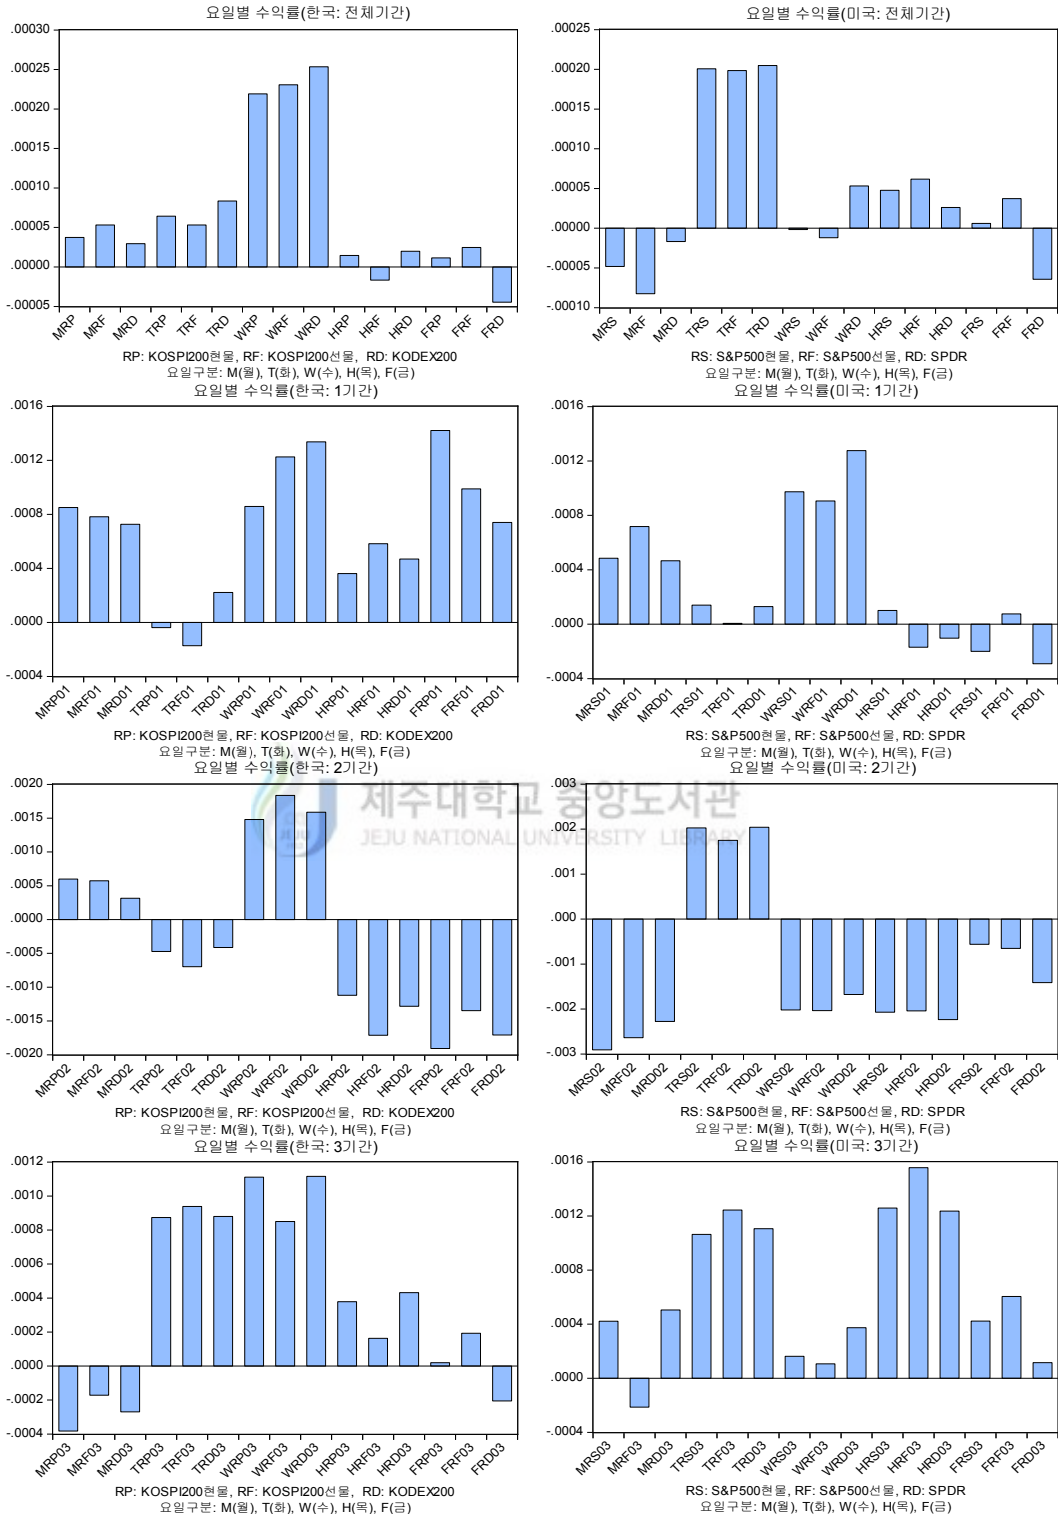 요일별 수익률(한국: 전체기간)
.00030
.00025
.00020
.00015
.00010
.00005
.00000
-.00005
MRP MRF MRD TRP TRF TRD WRP WRF WRD HRP HRF HRD FRP FRF FRD
RP: KOSPI200현물, RF: KOSPI200선물, RD: KODEX200
요일구분: M(월), T(화), W(수), H(목), F(금)
요일별 수익률(미국: 전체기간)
.00025
.00020
.00015
.00010
.00005
.00000
-.00005
-.00010
MRS MRF MRD TRS TRF TRD WRS WRF WRD HRS HRF HRD FRS FRF FRD
RS: S&P500현물, RF: S&P500선물, RD: SPDR
요일구분: M(월), T(화), W(수), H(목), F(금)
요일별 수익률(한국: 1기간)
.0016
.0012
.0008
.0004
.0000
-.0004
MRP01 MRF01 MRD01 TRP01 TRF01 TRD01 WRP01 WRF01 WRD01 HRP01 HRF01 HRD01 FRP01 FRF01 FRD01
RP: KOSPI200현물, RF: KOSPI200선물, RD: KODEX200
요일구분: M(월), T(화), W(수), H(목), F(금)
요일별 수익률(미국: 1기간)
.0016
.0012
.0008
.0004
.0000
-.0004
MRS01 MRF01 MRD01 TRS01 TRF01 TRD01 WRS01 WRF01 WRD01 HRS01 HRF01 HRD01 FRS01 FRF01 FRD01
RS: S&P500현물, RF: S&P500선물, RD: SPDR
요일구분: M(월), T(화), W(수), H(목), F(금)
요일별 수익률(한국: 2기간)
.0020
.0015
.0010
.0005
.0000
-.0005
-.0010
-.0015
-.0020
MRP02 MRF02 MRD02 TRP02 TRF02 TRD02 WRP02 WRF02 WRD02 HRP02 HRF02 HRD02 FRP02 FRF02 FRD02
RP: KOSPI200현물, RF: KOSPI200선물, RD: KODEX200
요일구분: M(월), T(화), W(수), H(목), F(금)
JEJU
제주대학교 중앙도서관
JEJU NATIONAL UNIVERSITY LIBRARY
요일별 수익률(미국: 2기간)
.003
.002
.001
.000
-.001
-.002
-.003
MRS02 MRF02 MRD02 TRS02 TRF02 TRD02 WRS02 WRF02 WRD02 HRS02 HRF02 HRD02 FRS02 FRF02 FRD02
RS: S&P500현물, RF: S&P500선물, RD: SPDR
요일구분: M(월), T(화), W(수), H(목), F(금)
요일별 수익률(한국: 3기간)
.0012
.0010
.0008
.0006
.0004
.0002
.0000
-.0002
-.0004
MRP03 MRF03 MRD03 TRP03 TRF03 TRD03 WRP03 WRF03 WRD03 HRP03 HRF03 HRD03 FRP03 FRF03 FRD03
RP: KOSPI200현물, RF: KOSPI200선물, RD: KODEX200
요일구분: M(월), T(화), W(수), H(목), F(금)
요일별 수익률(미국: 3기간)
.0016
.0012
.0008
.0004
.0000
-.0004
MRS03 MRF03 MRD03 TRS03 TRF03 TRD03 WRS03 WRF03 WRD03 HRS03 HRF03 HRD03 FRS03 FRF03 FRD03
RS: S&P500현물, RF: S&P500선물, RD: SPDR
요일구분: M(월), T(화), W(수), H(목), F(금)